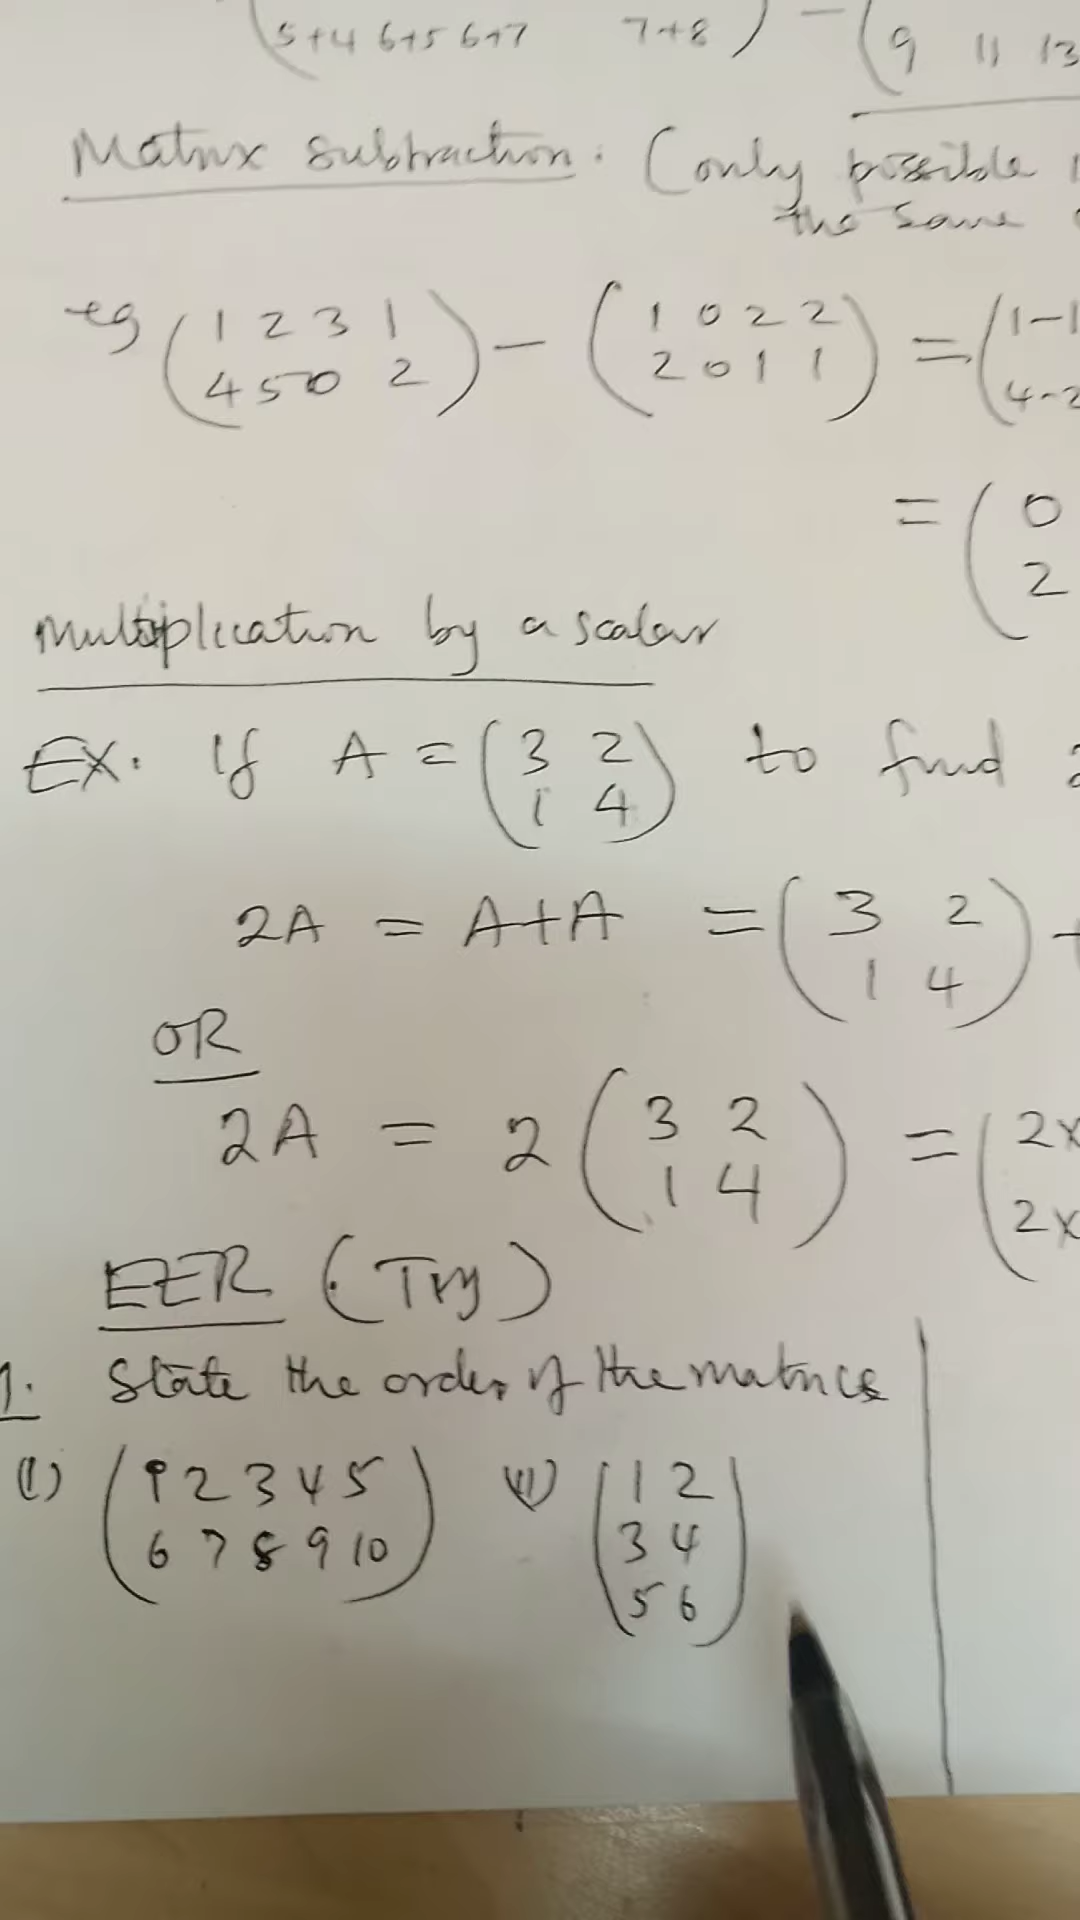 (5+4 6+5 6+7 7+8) - (9 11 13
Matrix subtraction. (only possible
the same
eg (1 2 3 1) - (1 0 2 2) = (1-1
(4 5 0 2) (2 0 1 1) (4-2
= (0
2
Multiplication by a scalar
EX. If A = (3 2) to find 2
(1 4)
2A = A+A = (3 2) +
(1 4)
OR
2A = 2 (3 2) = (2x
(1 4) 2x
EZER (Try)
1. State the order of the matrices
(i) (1 2 3 4 5) (ii) (1 2)
(6 7 8 9 10) (3 4)
(5 6)